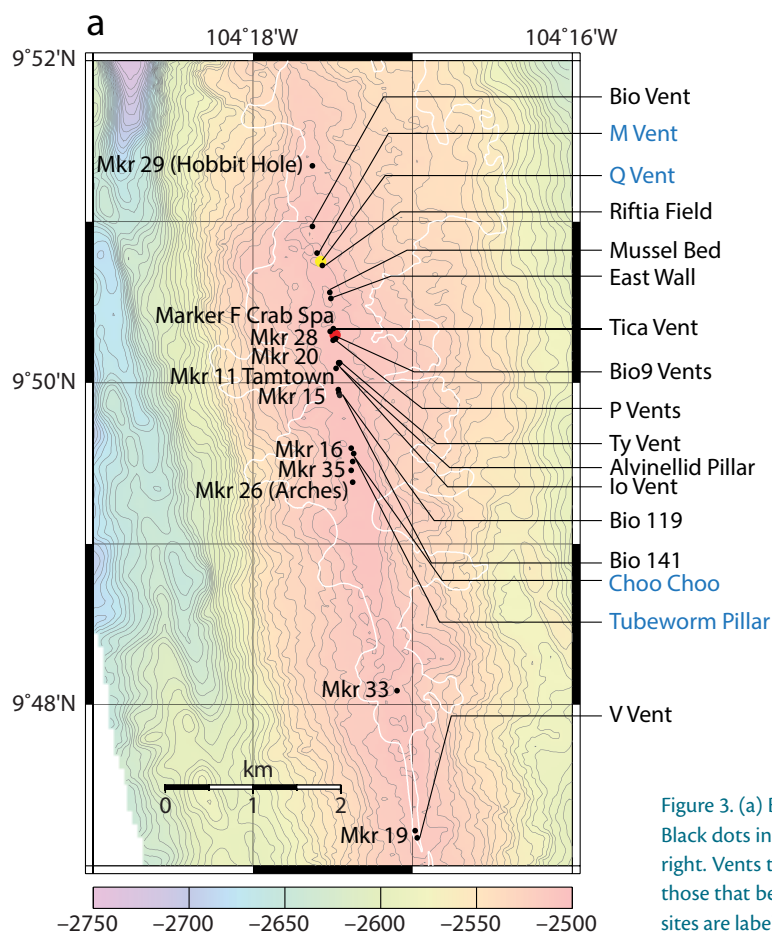 a
104°18'W 104°16'W
9°52'N
Bio Vent
M Vent
Mkr 29 (Hobbit Hole)
Q Vent
Riftia Field
Mussel Bed
East Wall
Marker F Crab Spa
Tica Vent
Mkr 28
Mkr 20
Bio9 Vents
Mkr 11 Tamtown
9°50'N
Mkr 15
P Vents
Ty Vent
Mkr 16
Alvinellid Pillar
Mkr 35
Io Vent
Mkr 26 (Arches)
Bio 119
Bio 141
Choo Choo
Tubeworm Pillar
Mkr 33
9°48'N
V Vent
km
0 1 2
Mkr 19
Figure 3. (a) B
Black dots in
right. Vents t
those that be
sites are labe
−2750 −2700 −2650 −2600 −2550 −2500